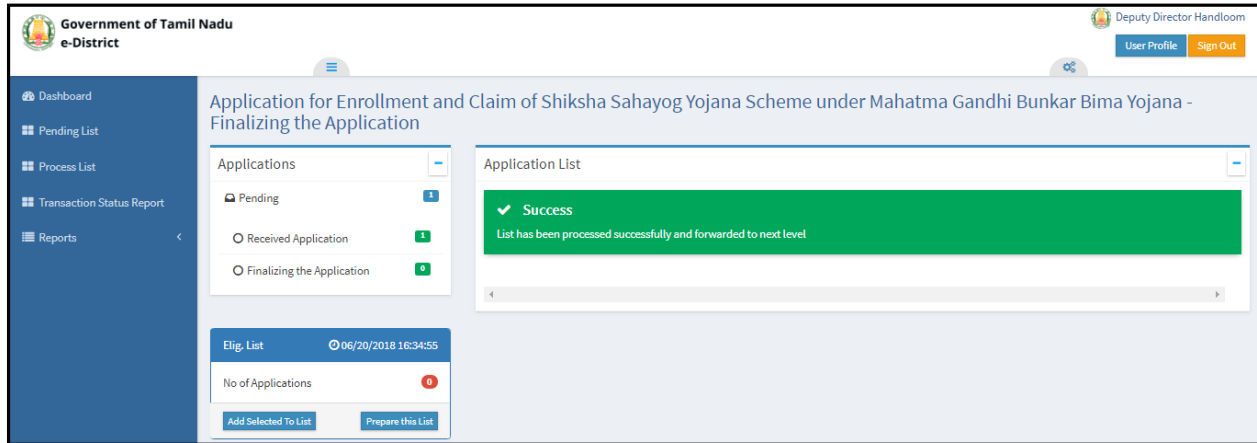 Government of Tamil Nadu
e-District
Deputy Director Handloom
User Profile
Sign Out
Dashboard
Pending List
Process List
Transaction Status Report
Reports
Application for Enrollment and Claim of Shiksha Sahayog Yojana Scheme under Mahatma Gandhi Bunkar Bima Yojana -
Finalizing the Application
Applications
Pending 1
Received Application 1
Finalizing the Application 0
Application List
Success
List has been processed successfully and forwarded to next level
Elig. List 06/20/2018 16:34:55
No of Applications 0
Add Selected To List
Prepare this List